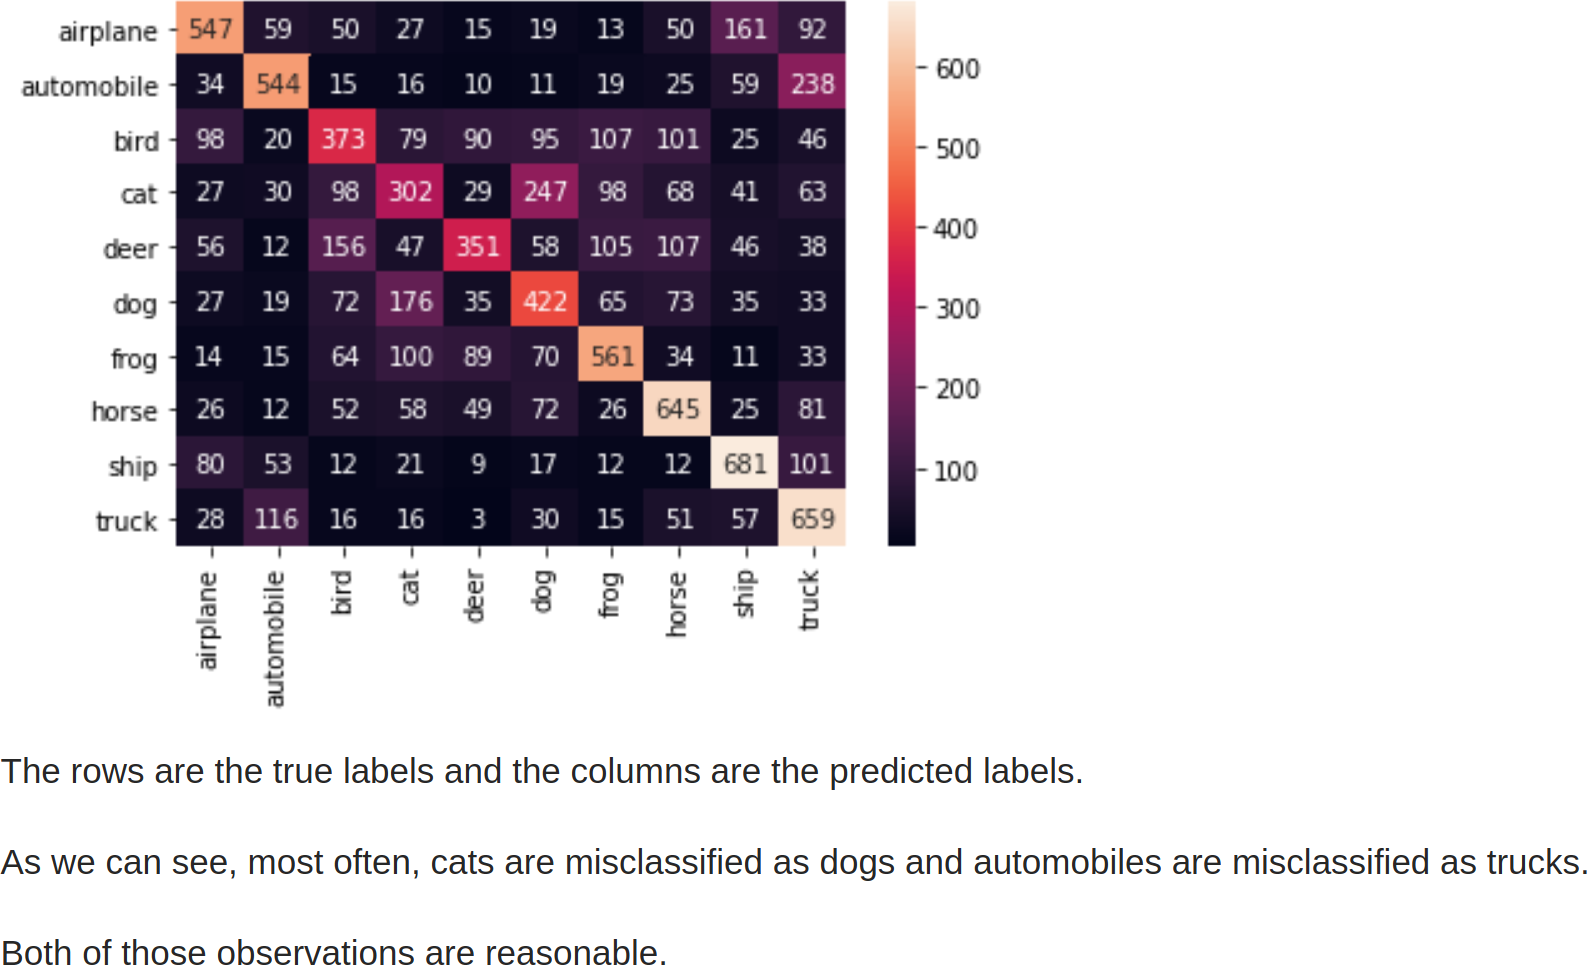 airplane 547 59 50 27 15 19 13 50 161 92
automobile 34 544 15 16 10 11 19 25 59 238
bird 98 20 373 79 90 95 107 101 25 46
cat 27 30 98 302 29 247 98 68 41 63
deer 56 12 156 47 351 58 105 107 46 38
dog 27 19 72 176 35 422 65 73 35 33
frog 14 15 64 100 89 70 561 34 11 33
horse 26 12 52 58 49 72 26 645 25 81
ship 80 53 12 21 9 17 12 12 681 101
truck 28 116 16 16 3 30 15 51 57 659
airplane automobile bird cat deer dog frog horse ship truck
600
500
400
300
200
100
The rows are the true labels and the columns are the predicted labels.
As we can see, most often, cats are misclassified as dogs and automobiles are misclassified as trucks.
Both of those observations are reasonable.